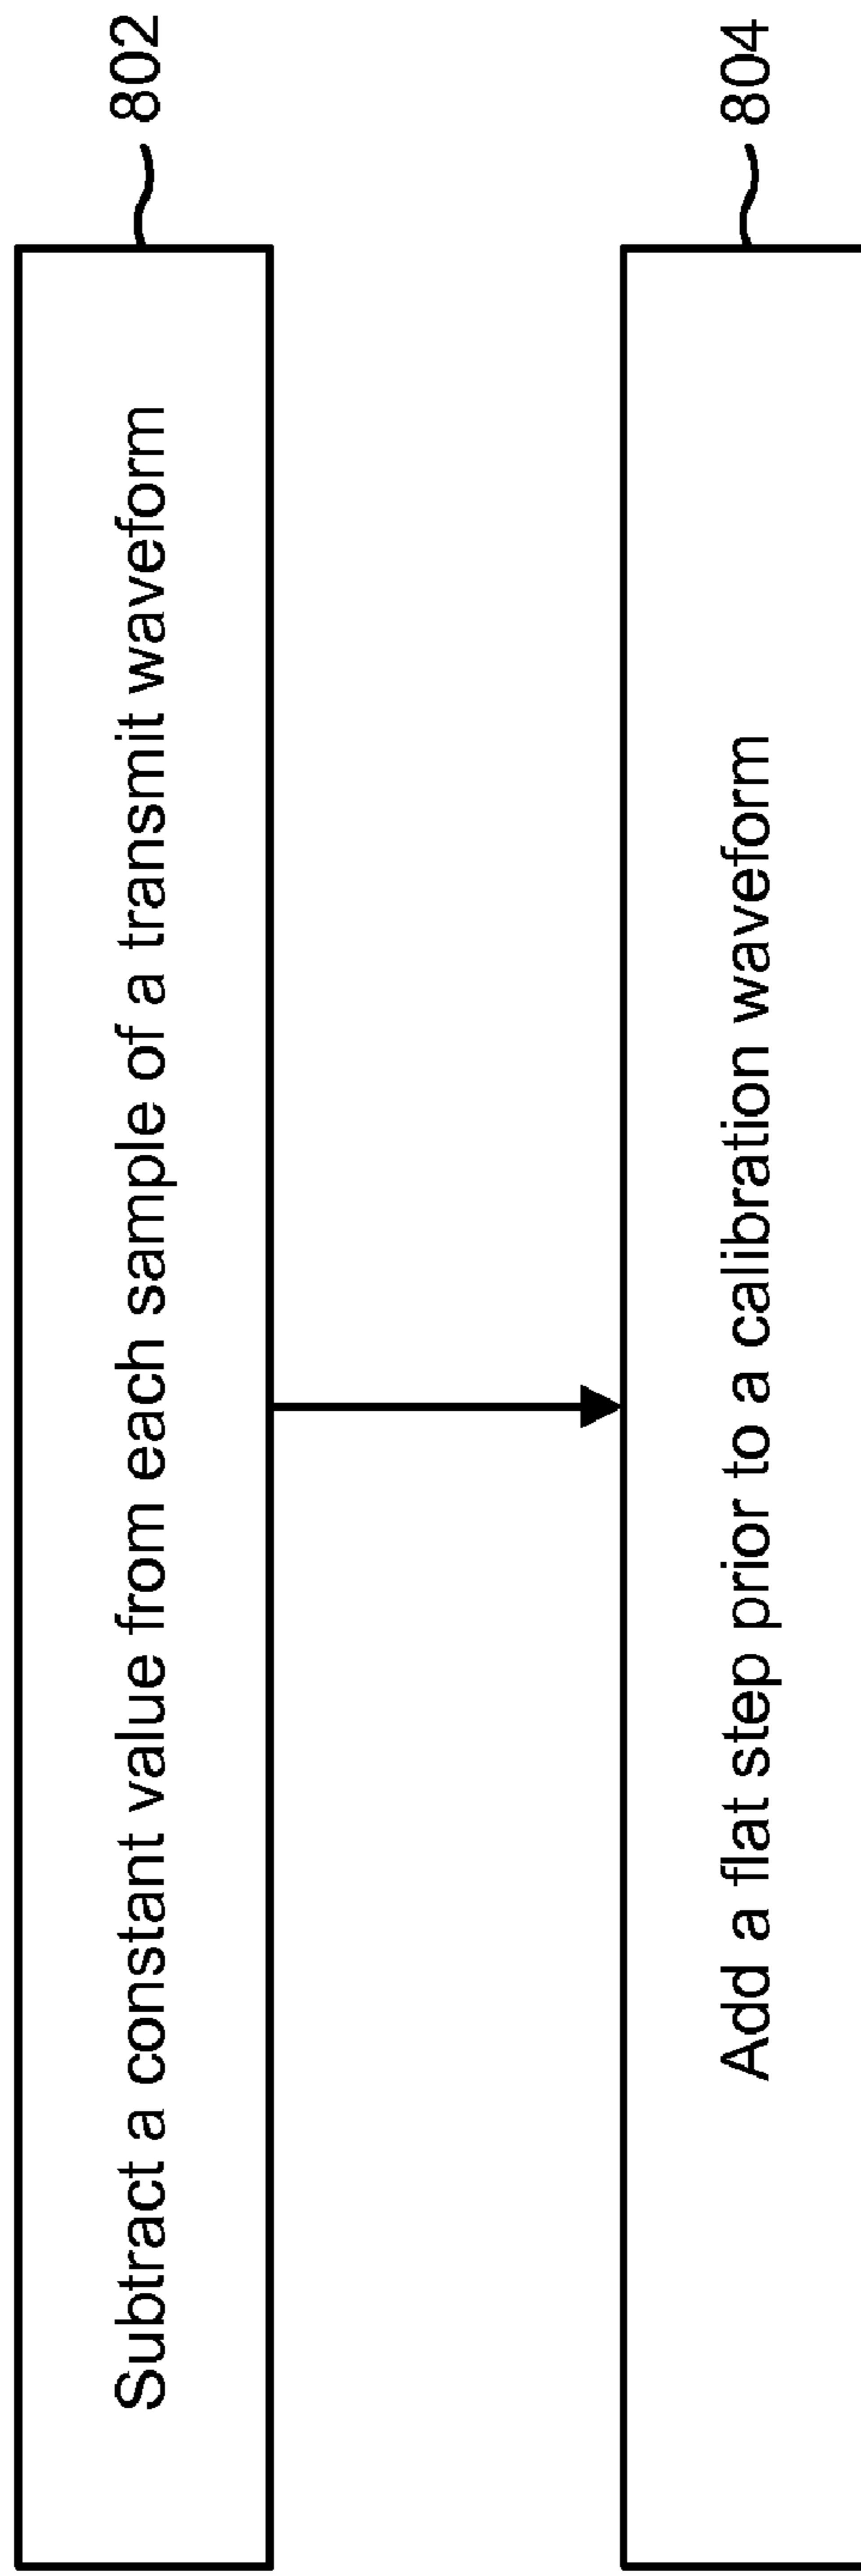 Subtract a constant value from each sample of a transmit waveform
802
Add a flat step prior to a calibration waveform
804